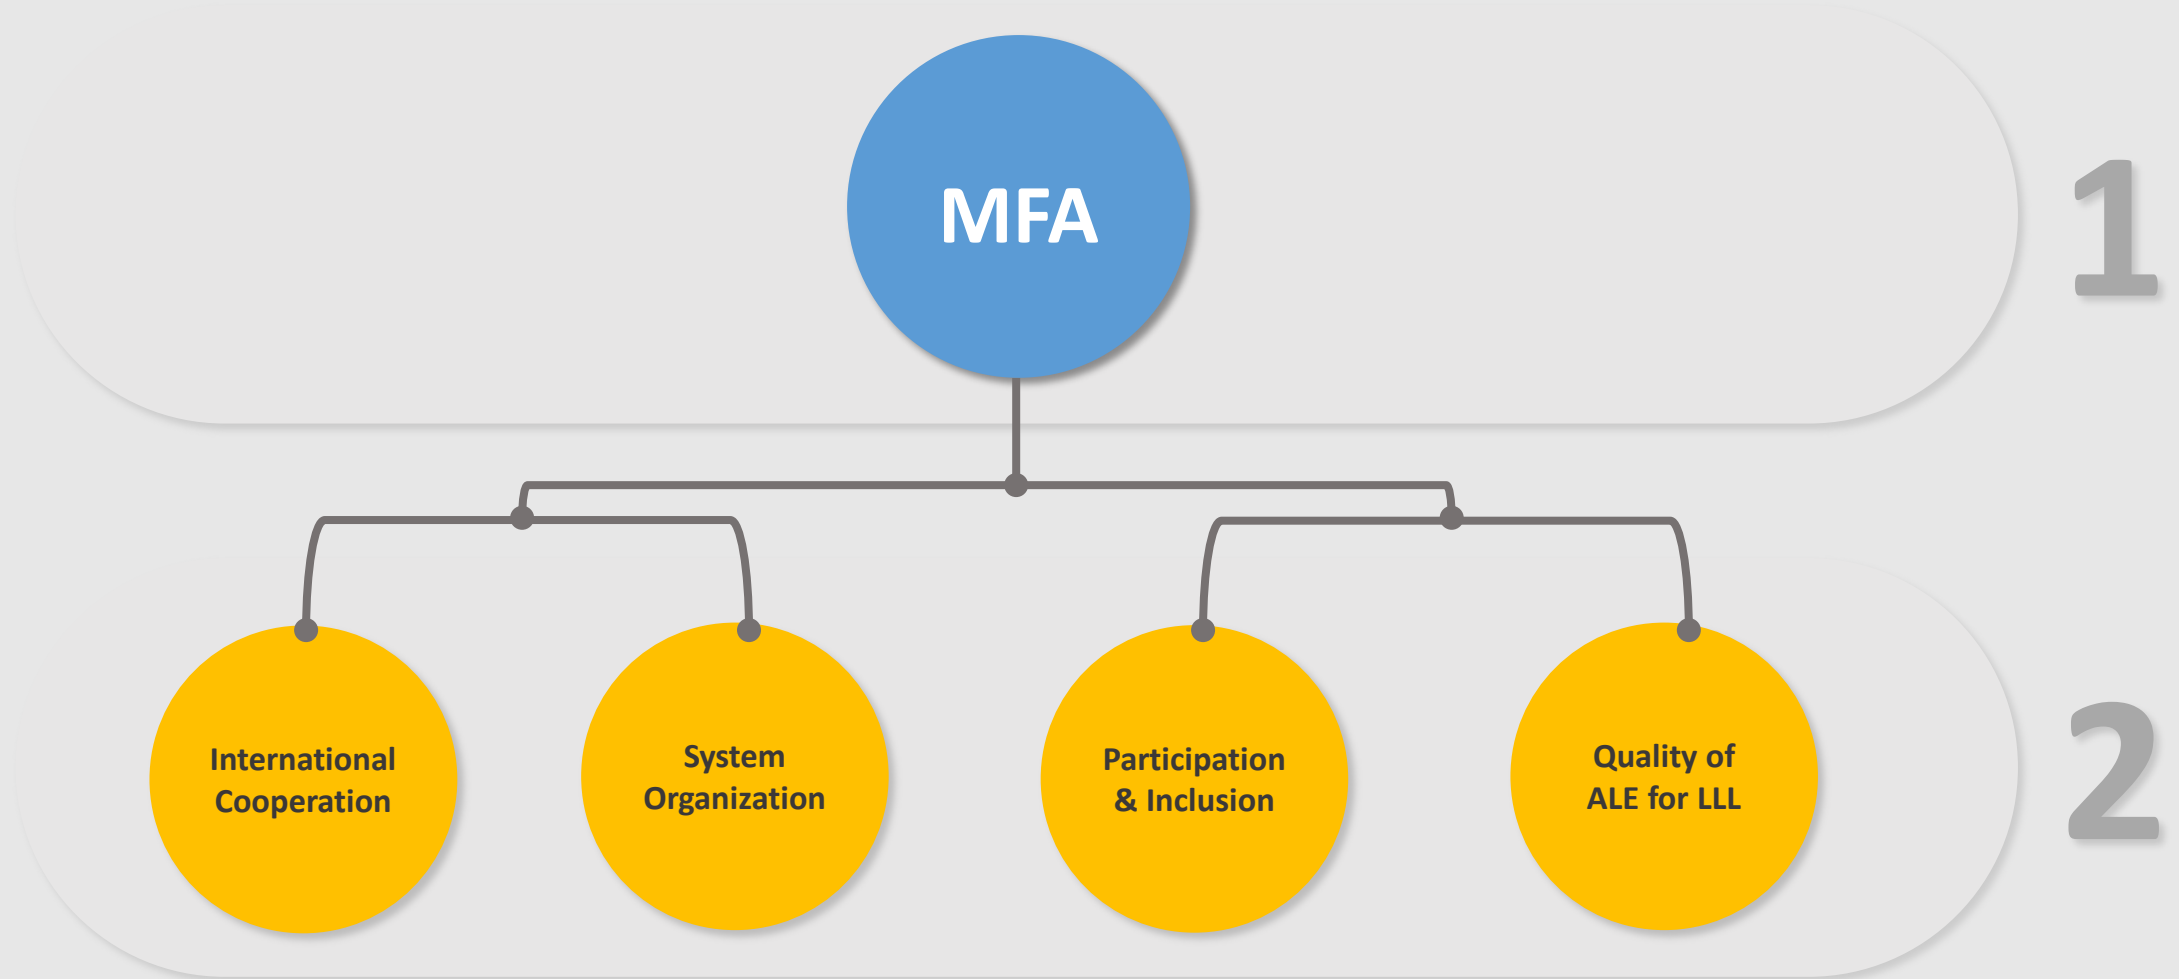 MFA
1
International
Cooperation
System
Organization
Participation
& Inclusion
Quality of
ALE for LLL
2